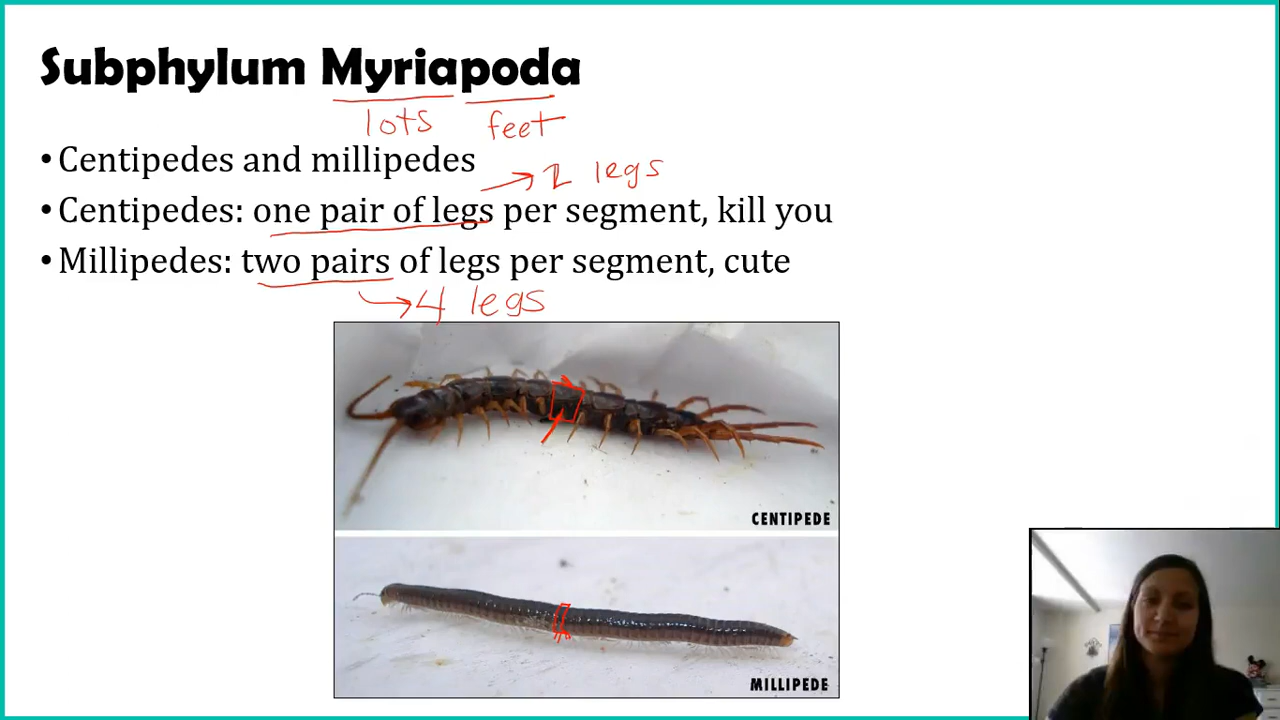 Subphylum Myriapoda
lots feet
• Centipedes and millipedes
→ 2 legs
• Centipedes: one pair of legs per segment, kill you
• Millipedes: two pairs of legs per segment, cute
→ 4 legs
CENTIPEDE
MILLIPEDE